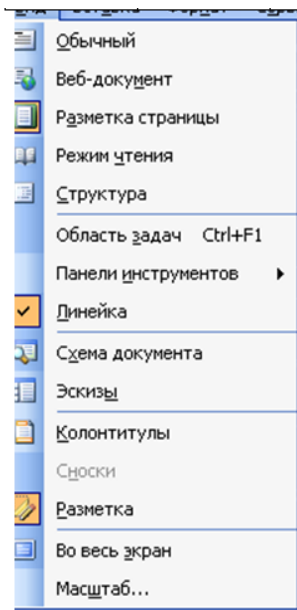 Обычный
Веб-документ
Разметка страницы
Режим чтения
Структура
Область задач Ctrl+F1
Панели инструментов
Линейка
Схема документа
Эскизы
Колонтитулы
Сноски
Разметка
Во весь экран
Масштаб...